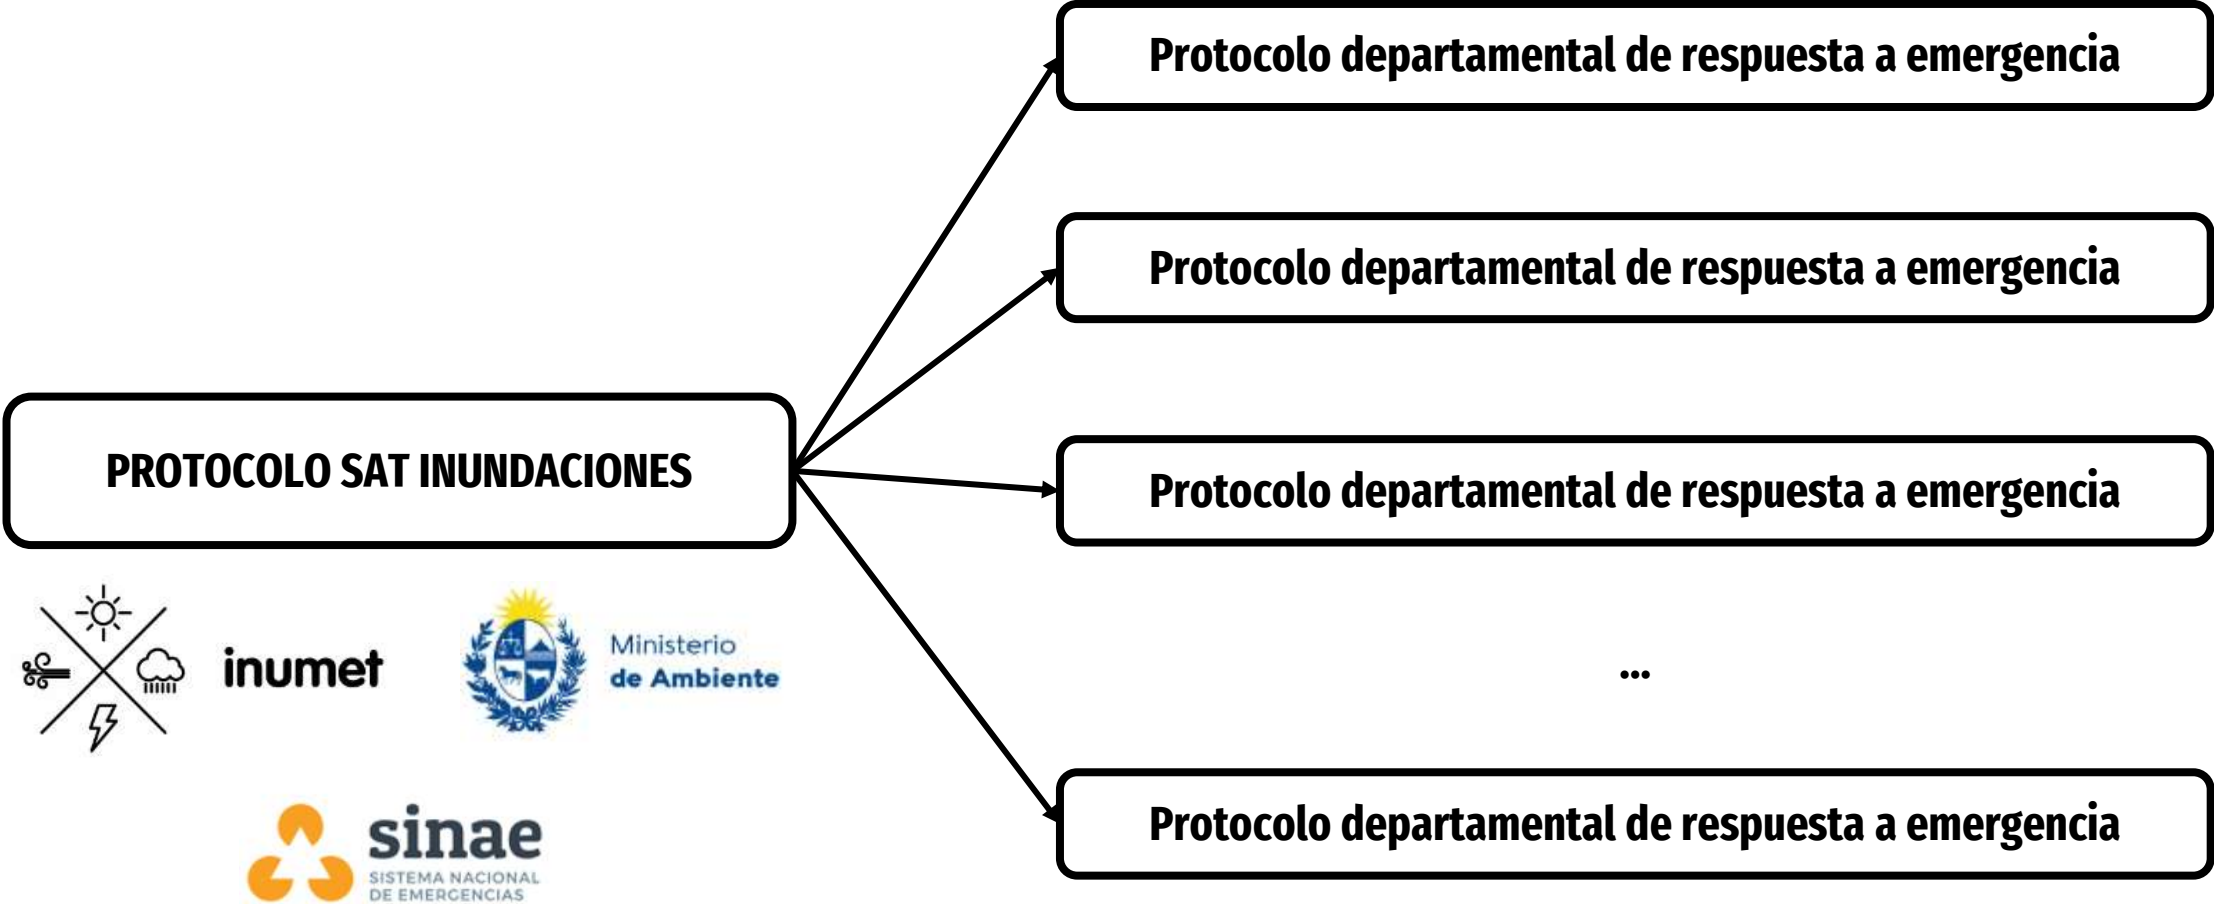 Protocolo departamental de respuesta a emergencia
Protocolo departamental de respuesta a emergencia
PROTOCOLO SAT INUNDACIONES
Protocolo departamental de respuesta a emergencia
inumet
Ministerio
de Ambiente
...
Protocolo departamental de respuesta a emergencia
sinae
SISTEMA NACIONAL
DE EMERGENCIAS